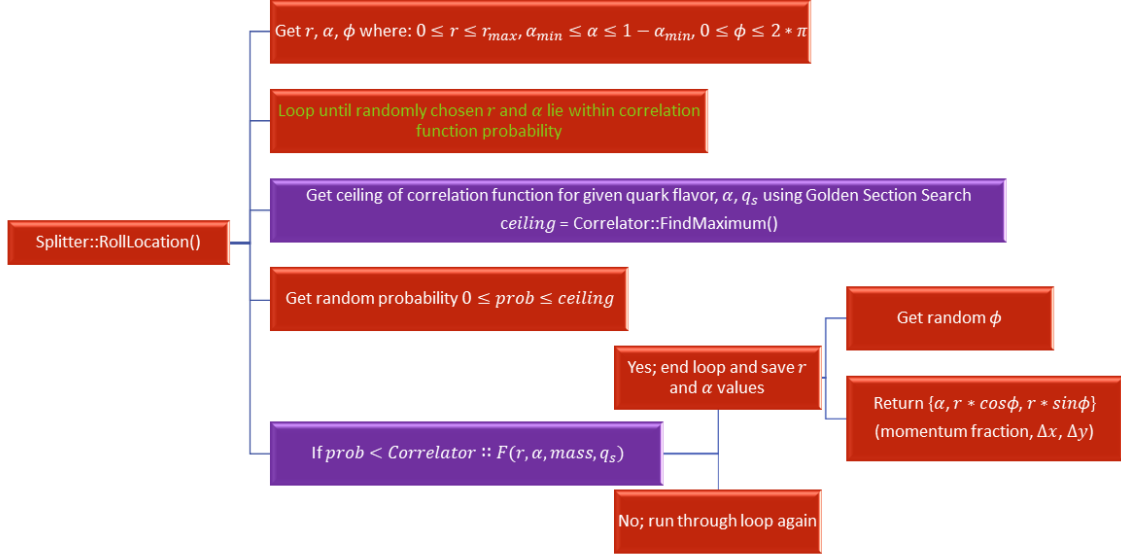 Get r, α, ϕ where: 0 ≤ r ≤ r_max, α_min ≤ α ≤ 1 − α_min, 0 ≤ ϕ ≤ 2 * π
Loop until randomly chosen r and α lie within correlation
function probability
Get ceiling of correlation function for given quark flavor, α, q_s using Golden Section Search
ceiling = Correlator::FindMaximum()
Splitter::RollLocation()
Get random probability 0 ≤ prob ≤ ceiling
Get random ϕ
Yes; end loop and save r
and α values
Return {α, r * cosϕ, r * sinϕ}
(momentum fraction, Δx, Δy)
If prob < Correlator ∷ F(r, α, mass, q_s)
No; run through loop again